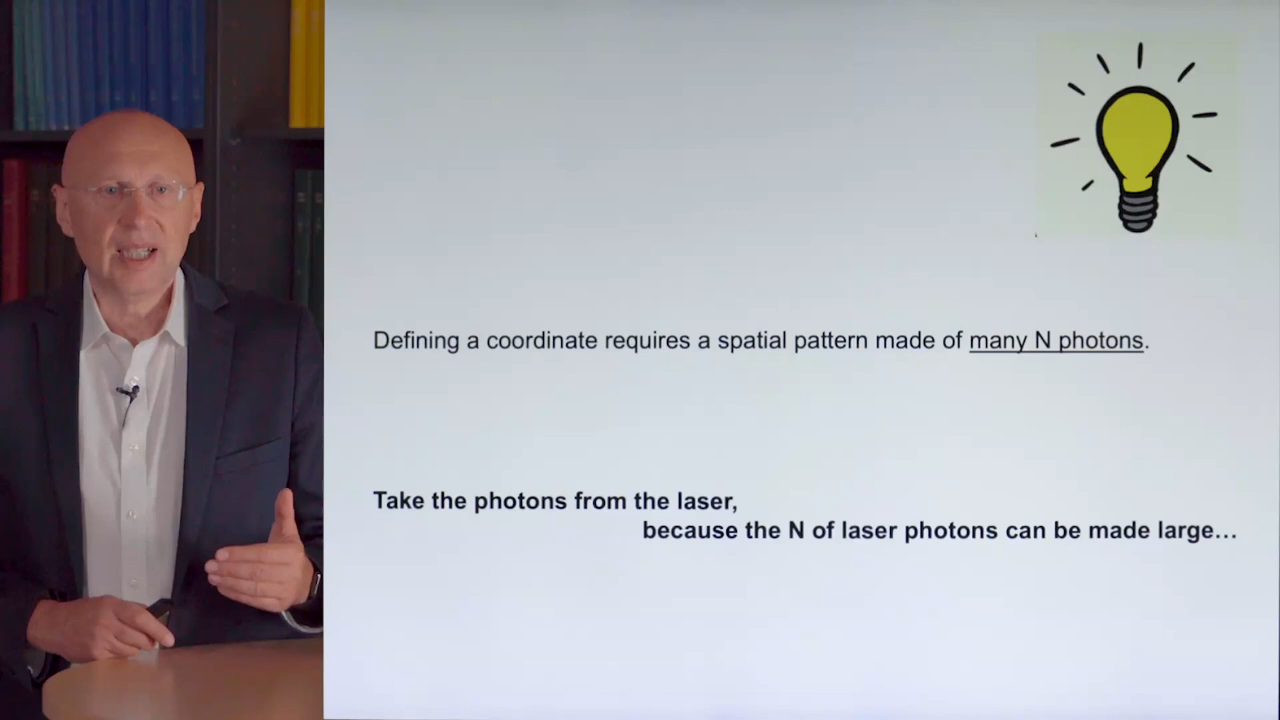 Defining a coordinate requires a spatial pattern made of many N photons.
Take the photons from the laser,
because the N of laser photons can be made large…